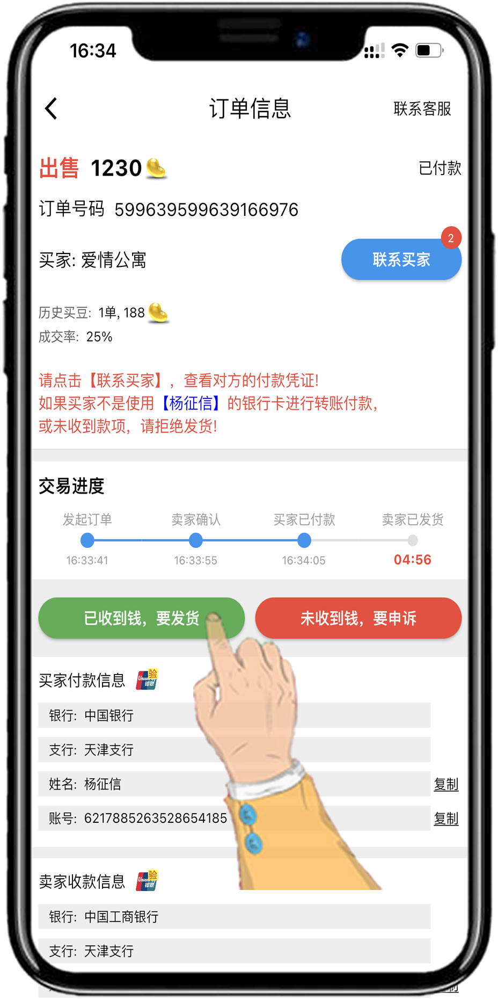 16:34
订单信息
联系客服
出售 1230
已付款
订单号码 599639599639166976
买家: 爱情公寓
联系买家
2
历史买豆: 1单, 188
成交率: 25%
请点击【联系买家】，查看对方的付款凭证!
如果买家不是使用【杨征信】的银行卡进行转账付款,
或未收到款项，请拒绝发货!
交易进度
发起订单 卖家确认 买家已付款 卖家已发货
16:33:41 16:33:55 16:34:05 04:56
已收到钱，要发货
未收到钱，要申诉
买家付款信息
验
银联
银行: 中国银行
支行: 天津支行
姓名: 杨征信 复制
账号: 6217885263528654185 复制
卖家收款信息
验
银联
银行: 中国工商银行
支行: 天津支行